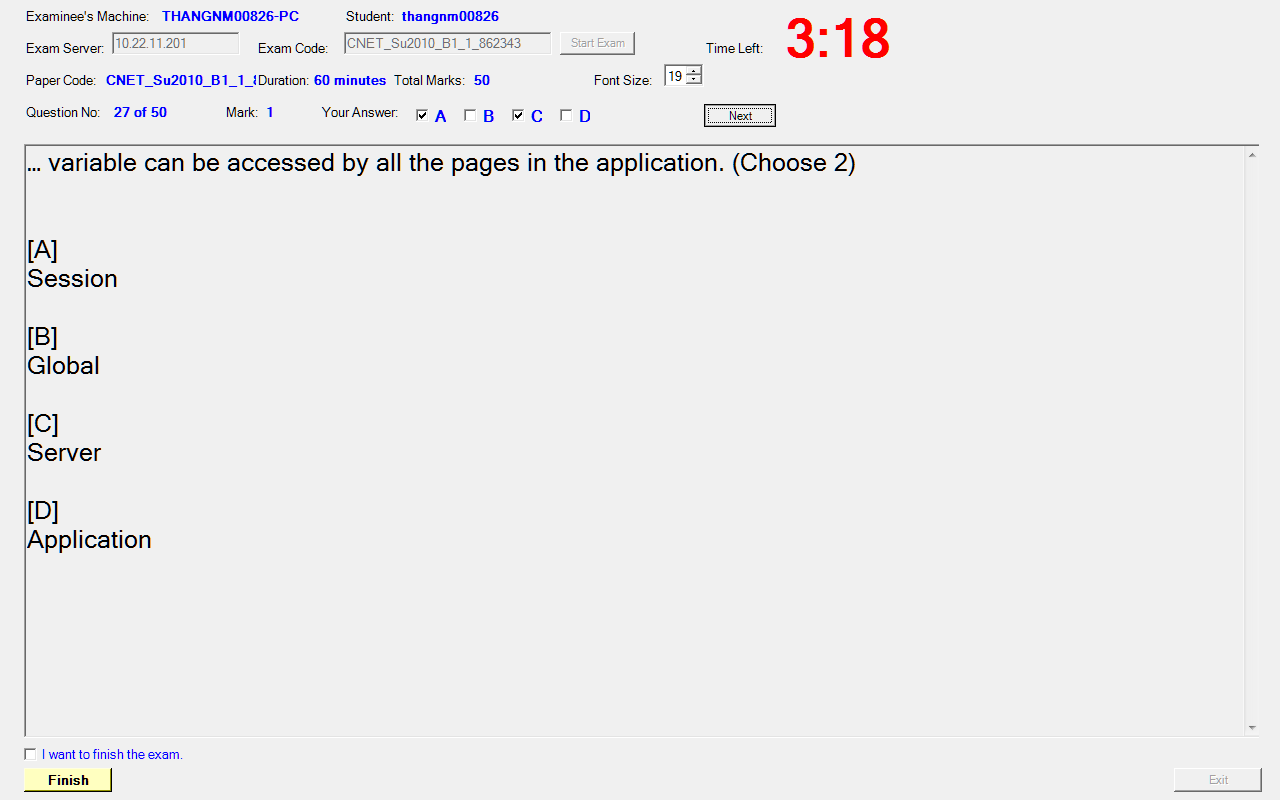 Examinee's Machine: THANGNM00826-PC Student: thangnm00826
Exam Server: 10.22.11.201 Exam Code: CNET_Su2010_B1_1_862343 Start Exam Time Left: 3:18
Paper Code: CNET_Su2010_B1_1_ Duration: 60 minutes Total Marks: 50 Font Size: 19
Question No: 27 of 50 Mark: 1 Your Answer: A B C D Next
... variable can be accessed by all the pages in the application. (Choose 2)
[A]
Session
[B]
Global
[C]
Server
[D]
Application
I want to finish the exam.
Finish Exit